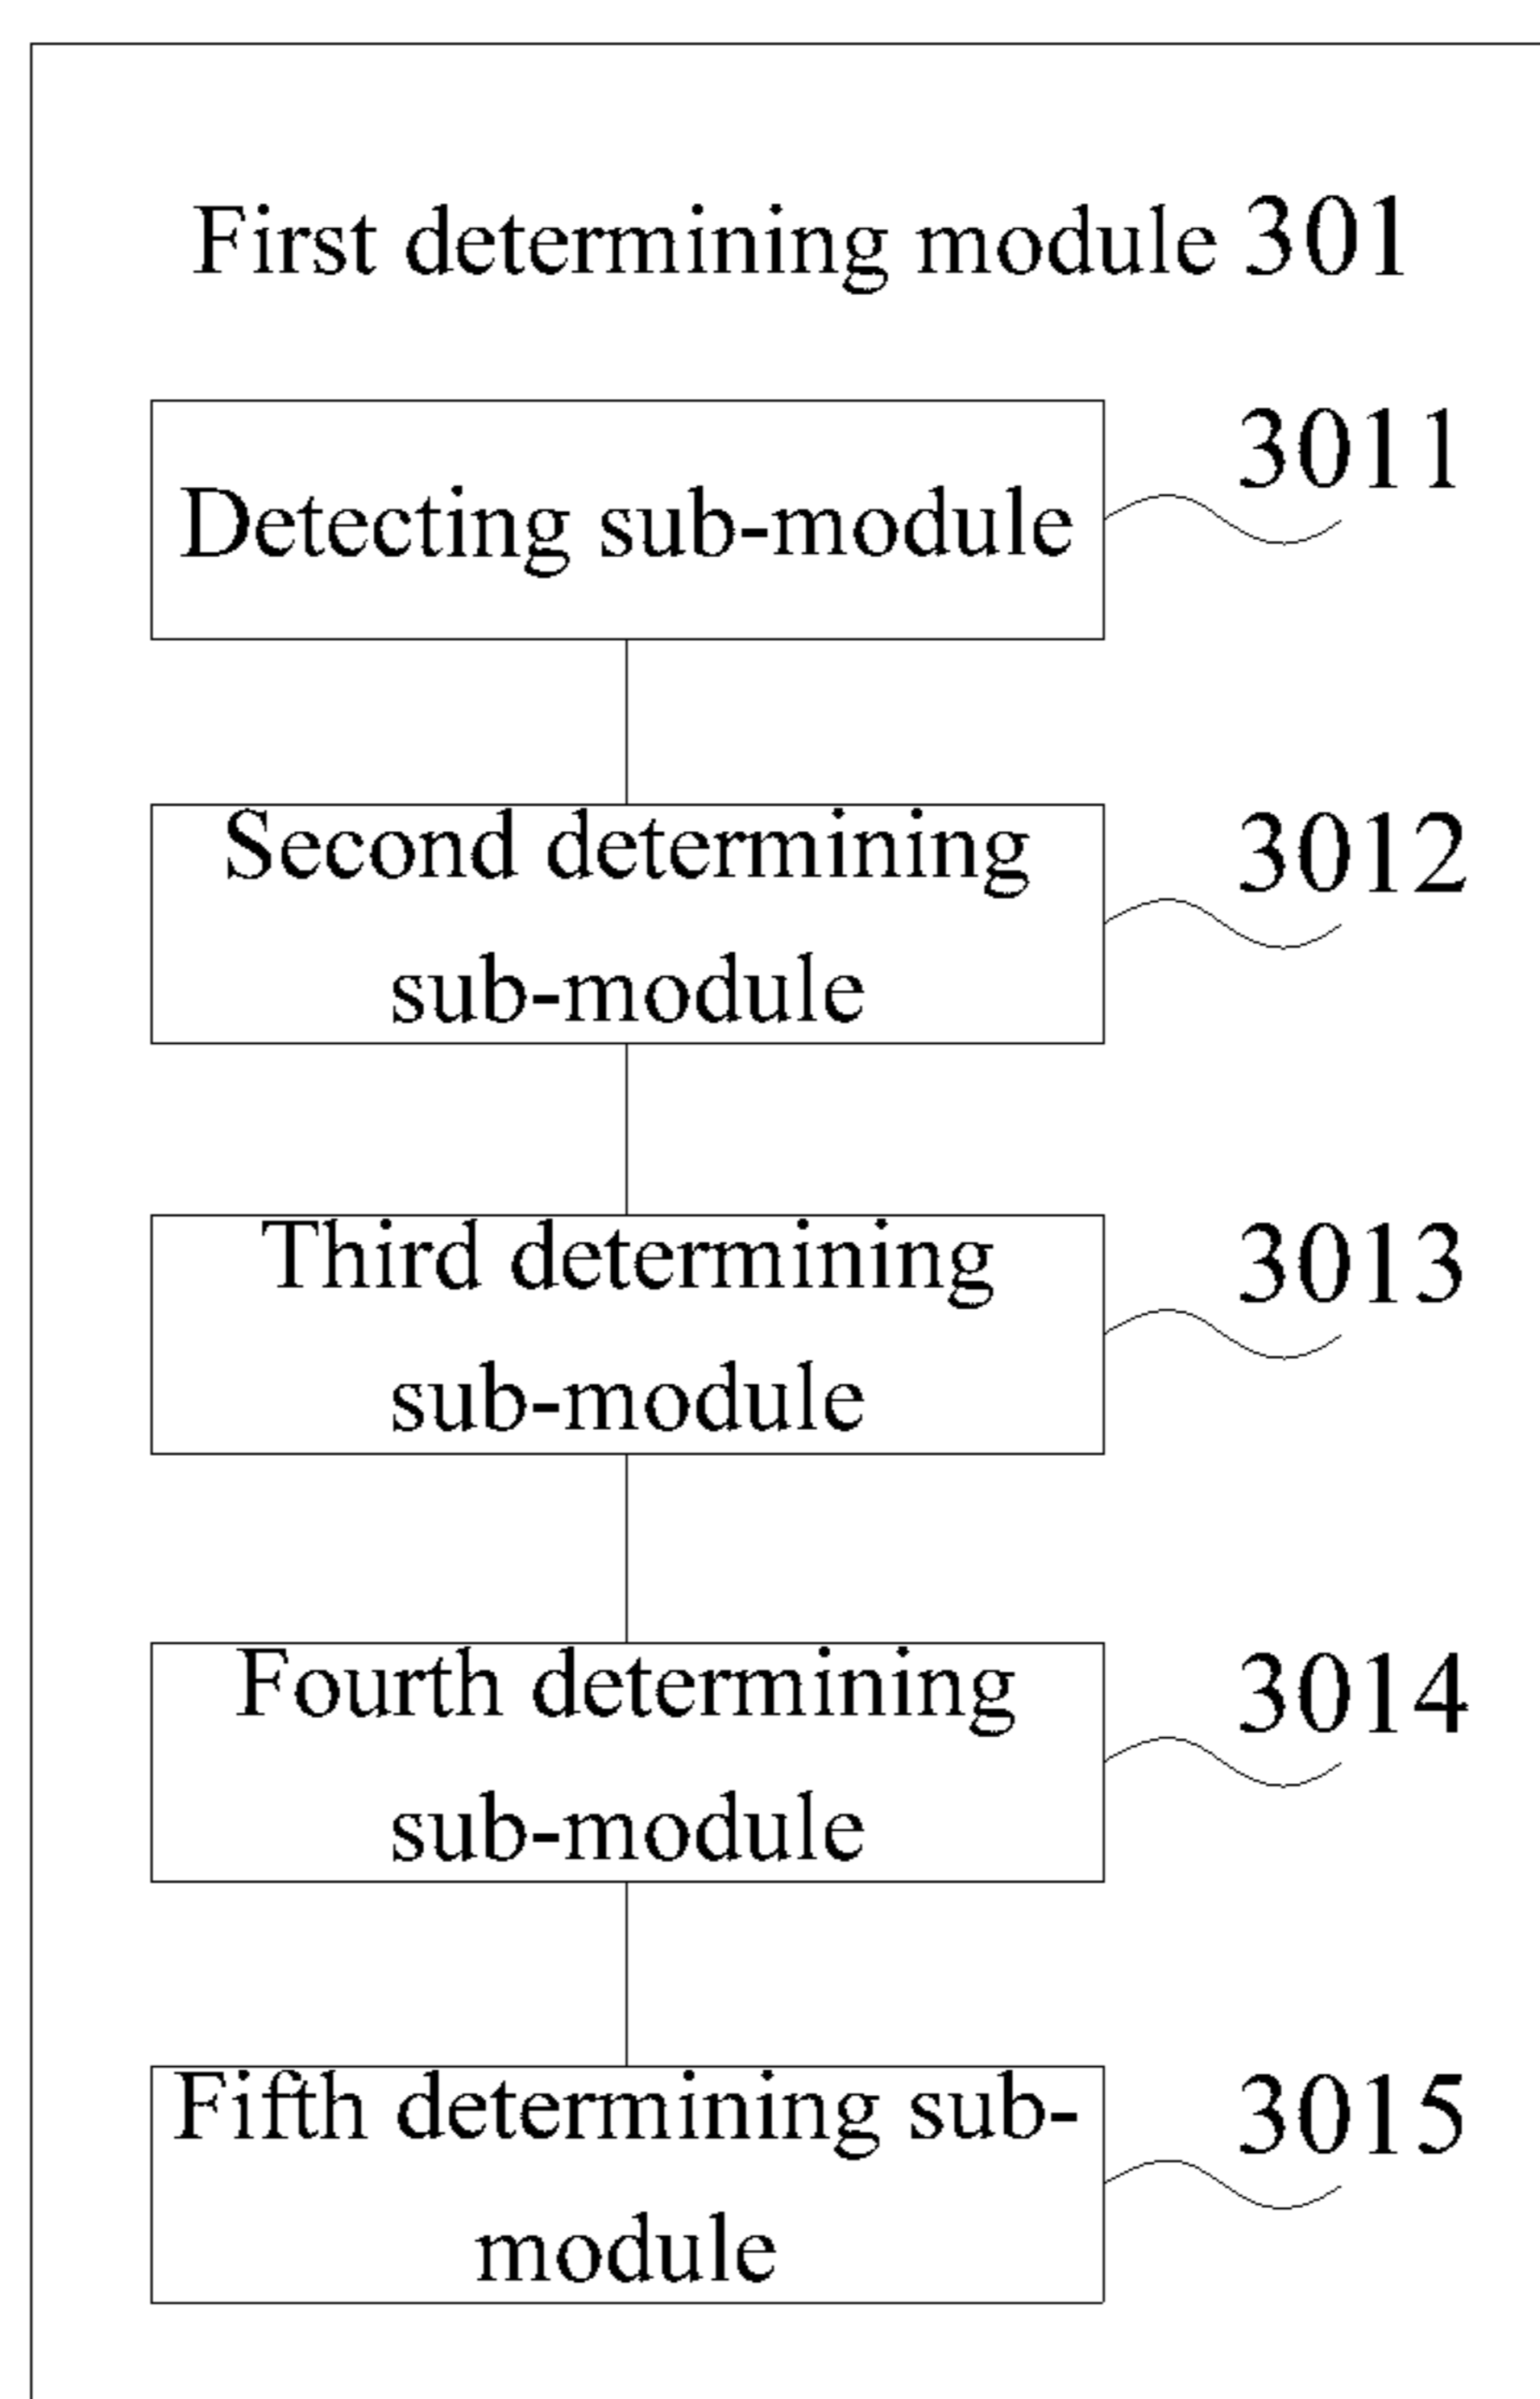 First determining module 301
3011
Detecting sub-module
3012
Second determining
sub-module
3013
Third determining
sub-module
3014
Fourth determining
sub-module
3015
Fifth determining sub-
module